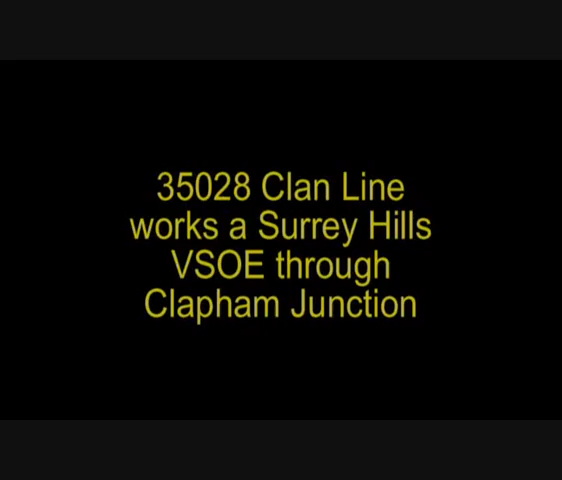 35028 Clan Line
works a Surrey Hills
VSOE through
Clapham Junction